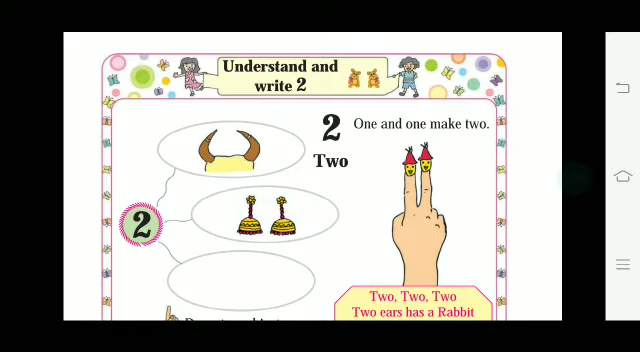 Understand and
write 2
2
One and one make two.
Two
2
Two, Two, Two
Two ears has a Rabbit